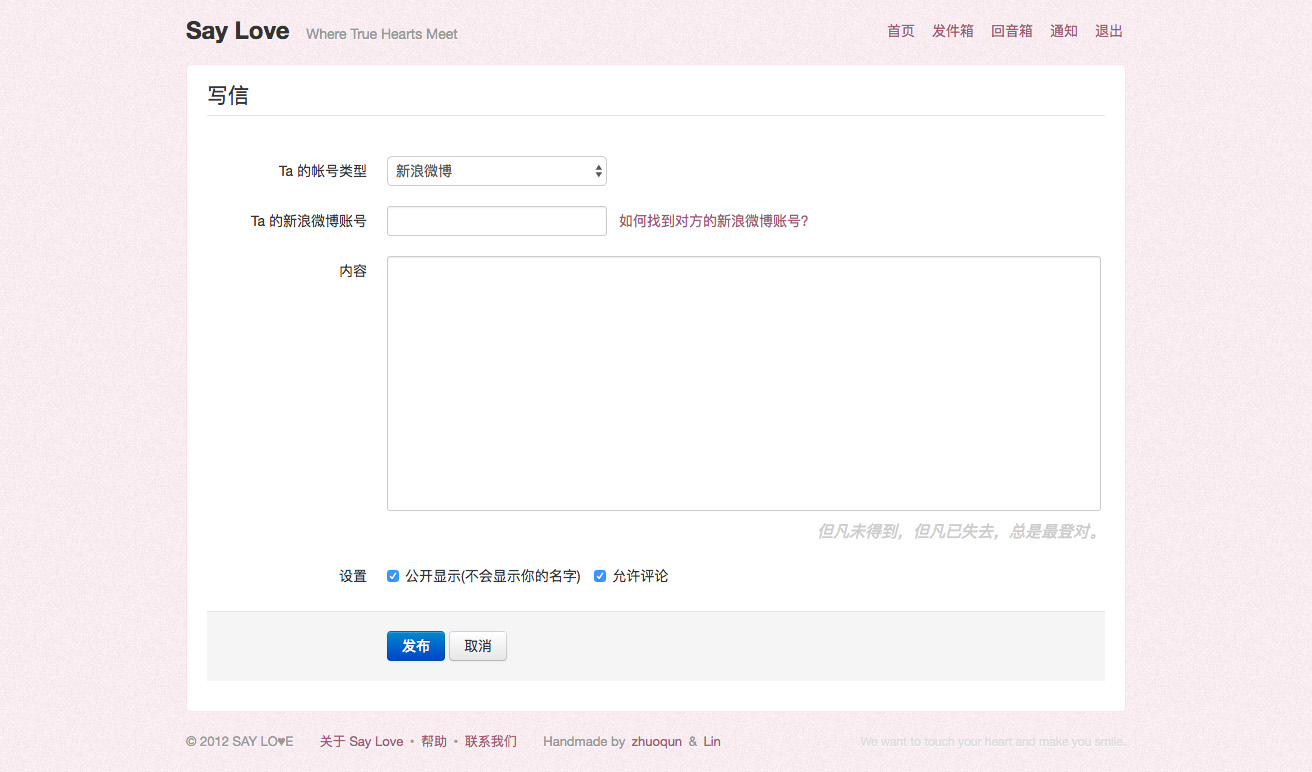 Say Love Where True Hearts Meet 首页 发件箱 回音箱 通知 退出
写信
Ta 的帐号类型 新浪微博
Ta 的新浪微博账号 如何找到对方的新浪微博账号?
内容
但凡未得到，但凡已失去，总是最登对。
设置 公开显示(不会显示你的名字) 允许评论
发布 取消
© 2012 SAY LO♥E 关于 Say Love • 帮助 • 联系我们 Handmade by zhuoqun & Lin We want to touch your heart and make you smile.